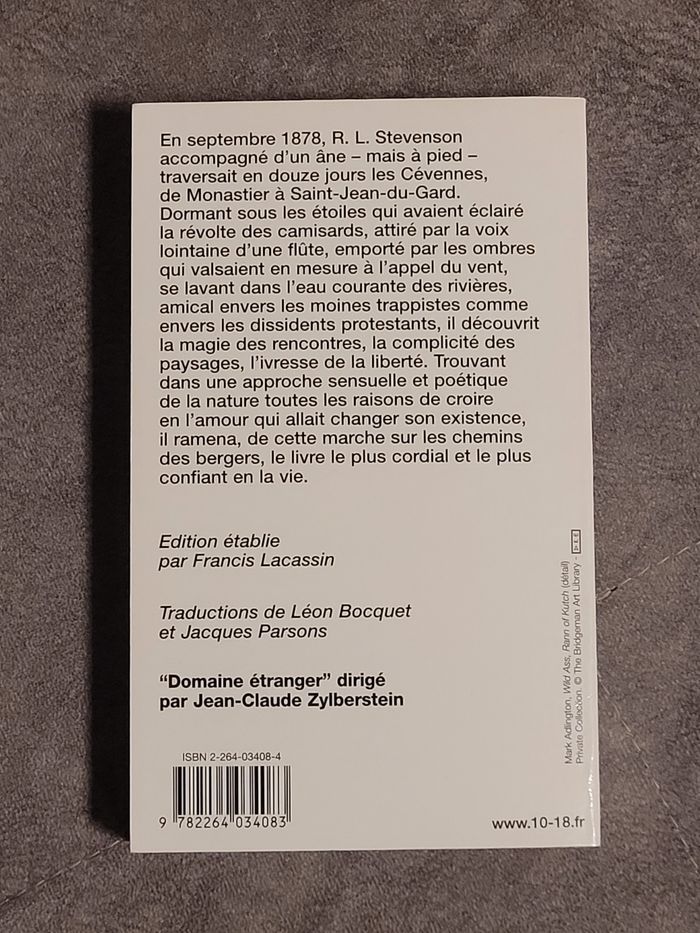 En septembre 1878, R. L. Stevenson
accompagné d'un âne – mais à pied –
traversait en douze jours les Cévennes,
de Monastier à Saint-Jean-du-Gard.
Dormant sous les étoiles qui avaient éclairé
la révolte des camisards, attiré par la voix
lointaine d'une flûte, emporté par les ombres
qui valsaient en mesure à l'appel du vent,
se lavant dans l'eau courante des rivières,
amical envers les moines trappistes comme
envers les dissidents protestants, il découvrit
la magie des rencontres, la complicité des
paysages, l'ivresse de la liberté. Trouvant
dans une approche sensuelle et poétique
de la nature toutes les raisons de croire
en l'amour qui allait changer son existence,
il ramena, de cette marche sur les chemins
des bergers, le livre le plus cordial et le plus
confiant en la vie.
Edition établie
par Francis Lacassin
Traductions de Léon Bocquet
et Jacques Parsons
“Domaine étranger” dirigé
par Jean-Claude Zylberstein
ISBN 2-264-03408-4
9 782264 034083
www.10-18.fr
Mark Adlington, Wild Ass, Rann of Kutch (détail)
Private Collection. © The Bridgeman Art Library -